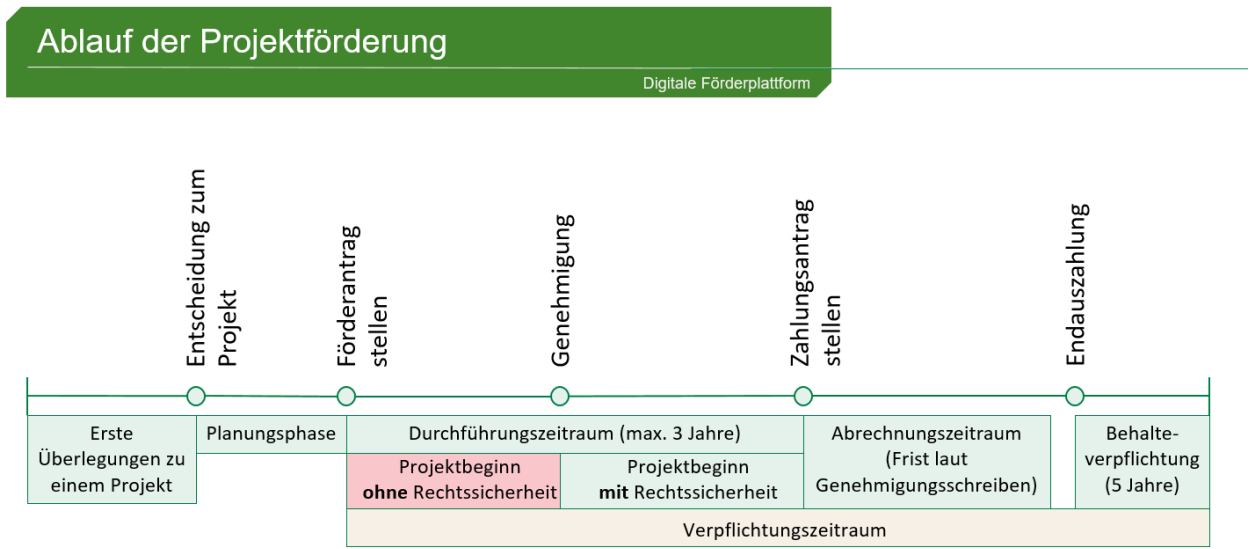 Ablauf der Projektförderung
Digitale Förderplattform
Entscheidung zum
Projekt
Förderantrag
stellen
Genehmigung
Zahlungsantrag
stellen
Endauszahlung
Erste
Überlegungen zu
einem Projekt
Planungsphase
Durchführungszeitraum (max. 3 Jahre)
Projektbeginn
ohne Rechtssicherheit
Projektbeginn
mit Rechtssicherheit
Abrechnungszeitraum
(Frist laut
Genehmigungsschreiben)
Behalte-
verpflichtung
(5 Jahre)
Verpflichtungszeitraum